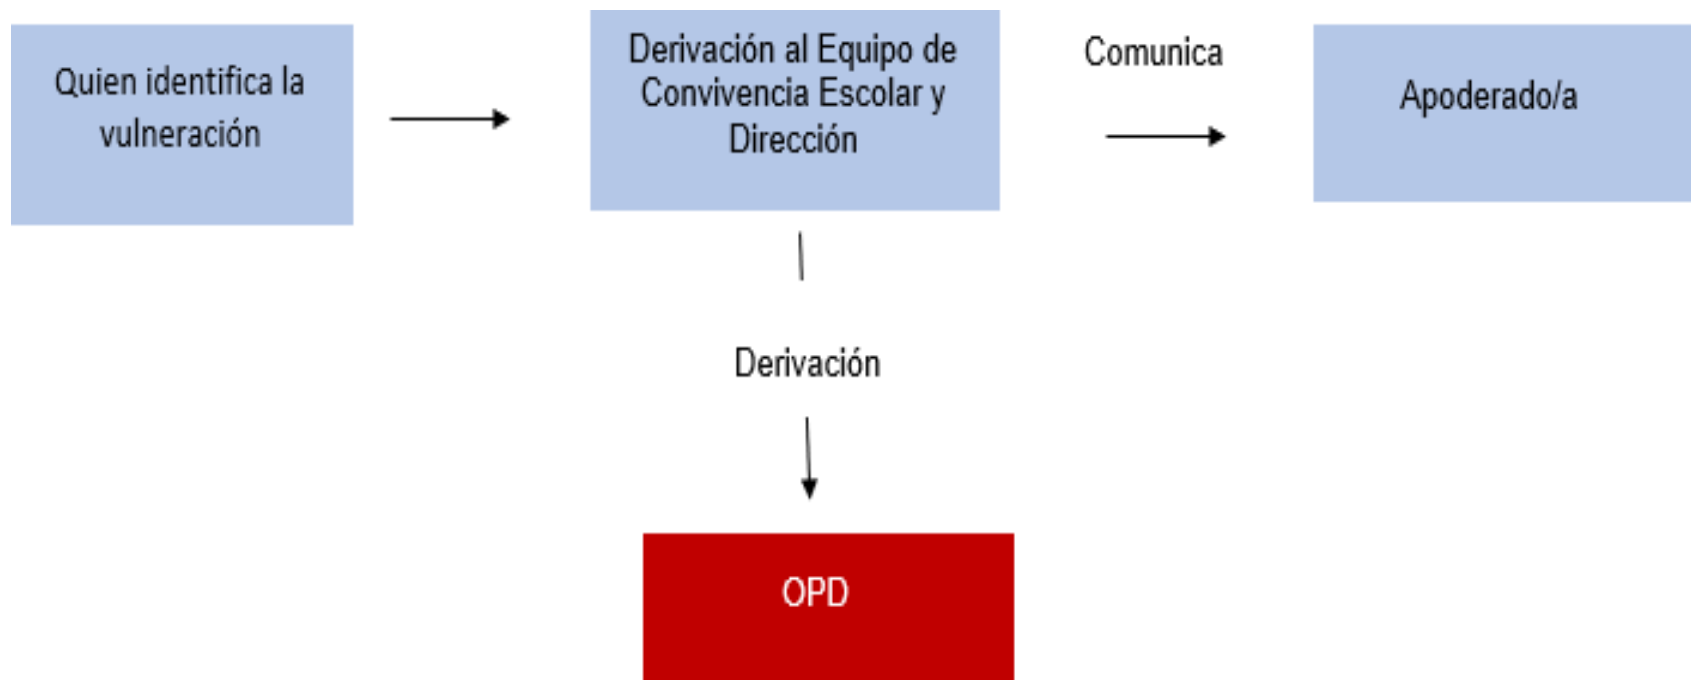 Quien identifica la
vulneración
Derivación al Equipo de
Convivencia Escolar y
Dirección
Comunica
Apoderado/a
Derivación
OPD